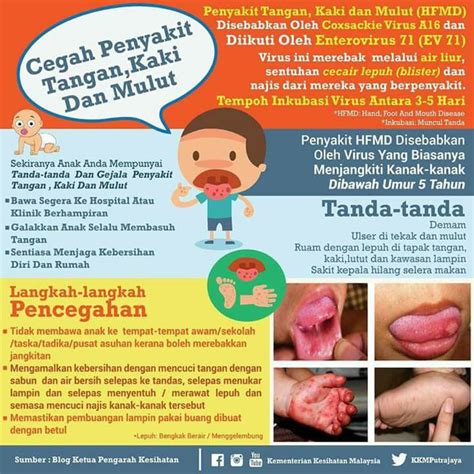 Cegah Penyakit
Tangan,Kaki
Dan Mulut
Penyakit Tangan, Kaki dan Mulut (HFMD)
Disebabkan Oleh Coxsackie Virus A16 dan
Diikuti Oleh Enterovirus 71 (EV 71)
Virus ini merebak melalui air liur,
sentuhan cecair lepuh (blister) dan
najis dari mereka yang berpenyakit.
Tempoh Inkubasi Virus Antara 3-5 Hari
*HFMD: Hand, Foot And Mouth Disease
*Inkubasi: Muncul Tanda
Sekiranya Anak Anda Mempunyai
Tanda-tanda Dan Gejala Penyakit
Tangan , Kaki Dan Mulut
Bawa Segera Ke Hospital Atau
Klinik Berhampiran
Galakkan Anak Selalu Membasuh
Tangan
Sentiasa Menjaga Kebersihan
Diri Dan Rumah
Penyakit HFMD Disebabkan
Oleh Virus Yang Biasanya
Menjangkiti Kanak-kanak
Dibawah Umur 5 Tahun
Tanda-tanda
Demam
Ulser di tekak dan mulut
Ruam dengan lepuh di tapak tangan,
kaki,lutut dan kawasan lampin
Sakit kepala hilang selera makan
Langkah-langkah
Pencegahan
Tidak membawa anak ke tempat-tempat awam/sekolah
/taska/tadika/pusat asuhan kerana boleh merebakkan
jangkitan
Mengamalkan kebersihan dengan mencuci tangan dengan
sabun dan air bersih selepas ke tandas, selepas menukar
lampin dan selepas menyentuh / merawat lepuh dan
semasa mencuci najis kanak-kanak tersebut
Memastikan pembuangan lampin pakai buang dibuat
dengan betul
*Lepuh: Bengkak Berair / Menggelembung
Sumber : Blog Ketua Pengarah Kesihatan
Kementerian Kesihatan Malaysia
KKMPutrajaya